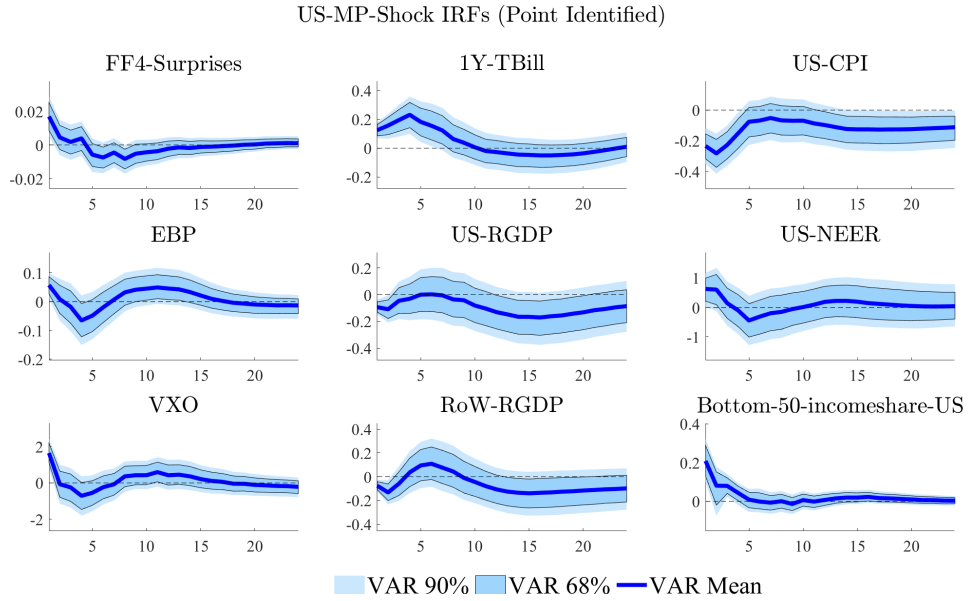 US-MP-Shock IRFs (Point Identified)
FF4-Surprises
0.02
0
-0.02
5 10 15 20
1Y-TBill
0.4
0.2
0
-0.2
5 10 15 20
US-CPI
0
-0.2
-0.4
5 10 15 20
EBP
0.1
0
-0.1
-0.2
5 10 15 20
US-RGDP
0.2
0
-0.2
-0.4
5 10 15 20
US-NEER
1
0
-1
5 10 15 20
VXO
2
0
-2
5 10 15 20
RoW-RGDP
0.4
0.2
0
-0.2
-0.4
5 10 15 20
Bottom-50-incomeshare-US
0.4
0.2
0
5 10 15 20
VAR 90% VAR 68% VAR Mean